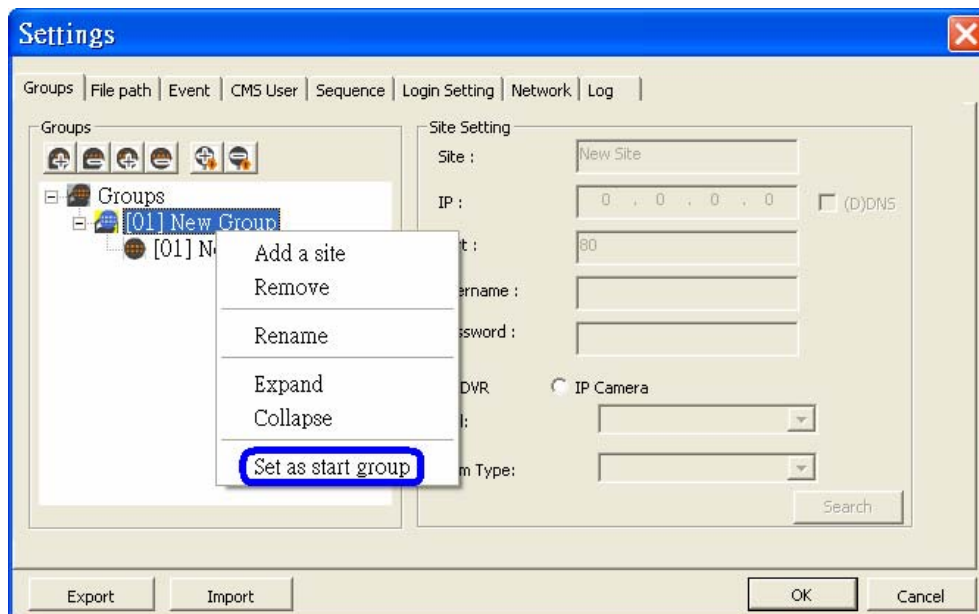 Settings
Groups File path Event CMS User Sequence Login Setting Network Log
Groups
Groups
[01] New Group
[01] N
Add a site
Remove
Rename
Expand
Collapse
Set as start group
Site Setting
Site :
New Site
IP :
0 . 0 . 0 . 0
(D)DNS
t :
80
ername :
ssword :
DVR
IP Camera
l:
m Type:
Search
Export
Import
OK
Cancel